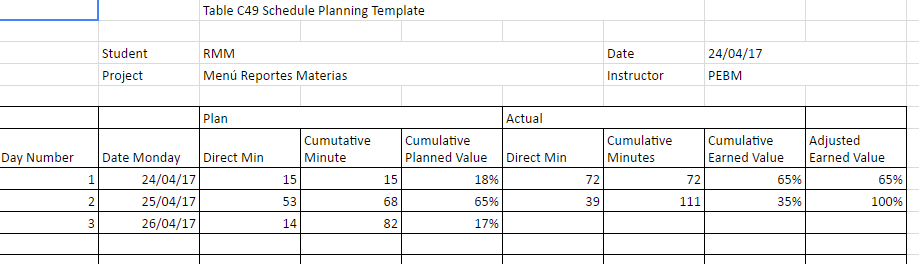 Table C49 Schedule Planning Template
Student RMM Date 24/04/17
Project Menú Reportes Materias Instructor PEBM
Plan Actual
Day Number Date Monday Direct Min Cumutative Minute Cumulative Planned Value Direct Min Cumulative Minutes Cumulative Earned Value Adjusted Earned Value
1 24/04/17 15 15 18% 72 72 65% 65%
2 25/04/17 53 68 65% 39 111 35% 100%
3 26/04/17 14 82 17%